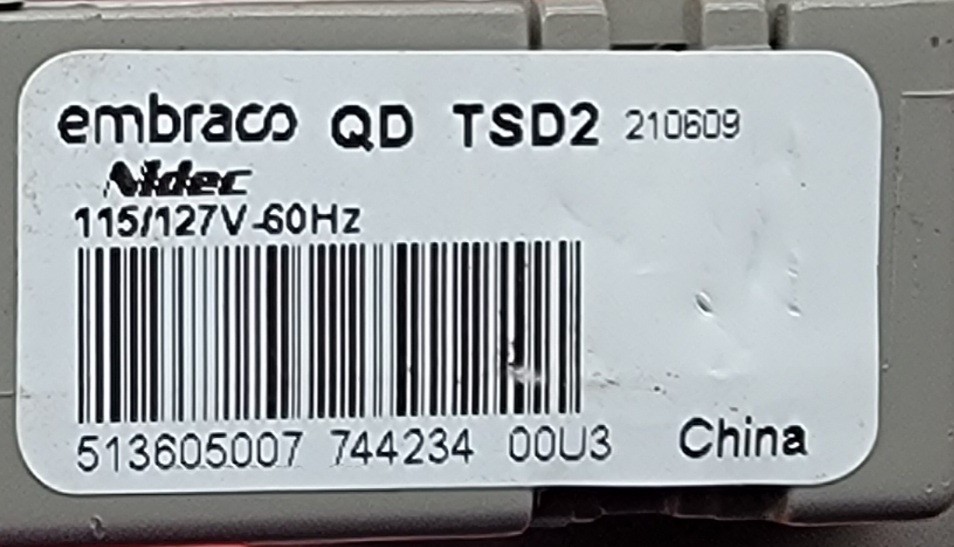 embraco QD TSD2 210609
Nidec
115/127V-60Hz
513605007 744234 00U3 China